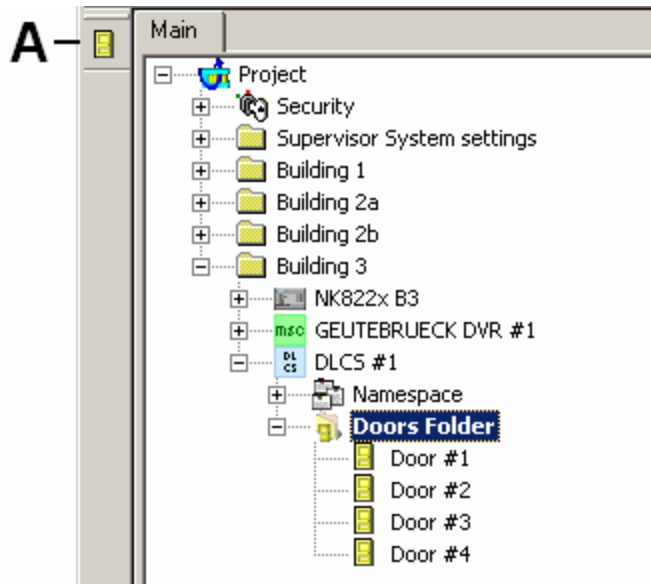 A
Main
Project
Security
Supervisor System settings
Building 1
Building 2a
Building 2b
Building 3
NK822x B3
msc GEUTEBRUECK DVR #1
DL CS DLCS #1
Namespace
Doors Folder
Door #1
Door #2
Door #3
Door #4